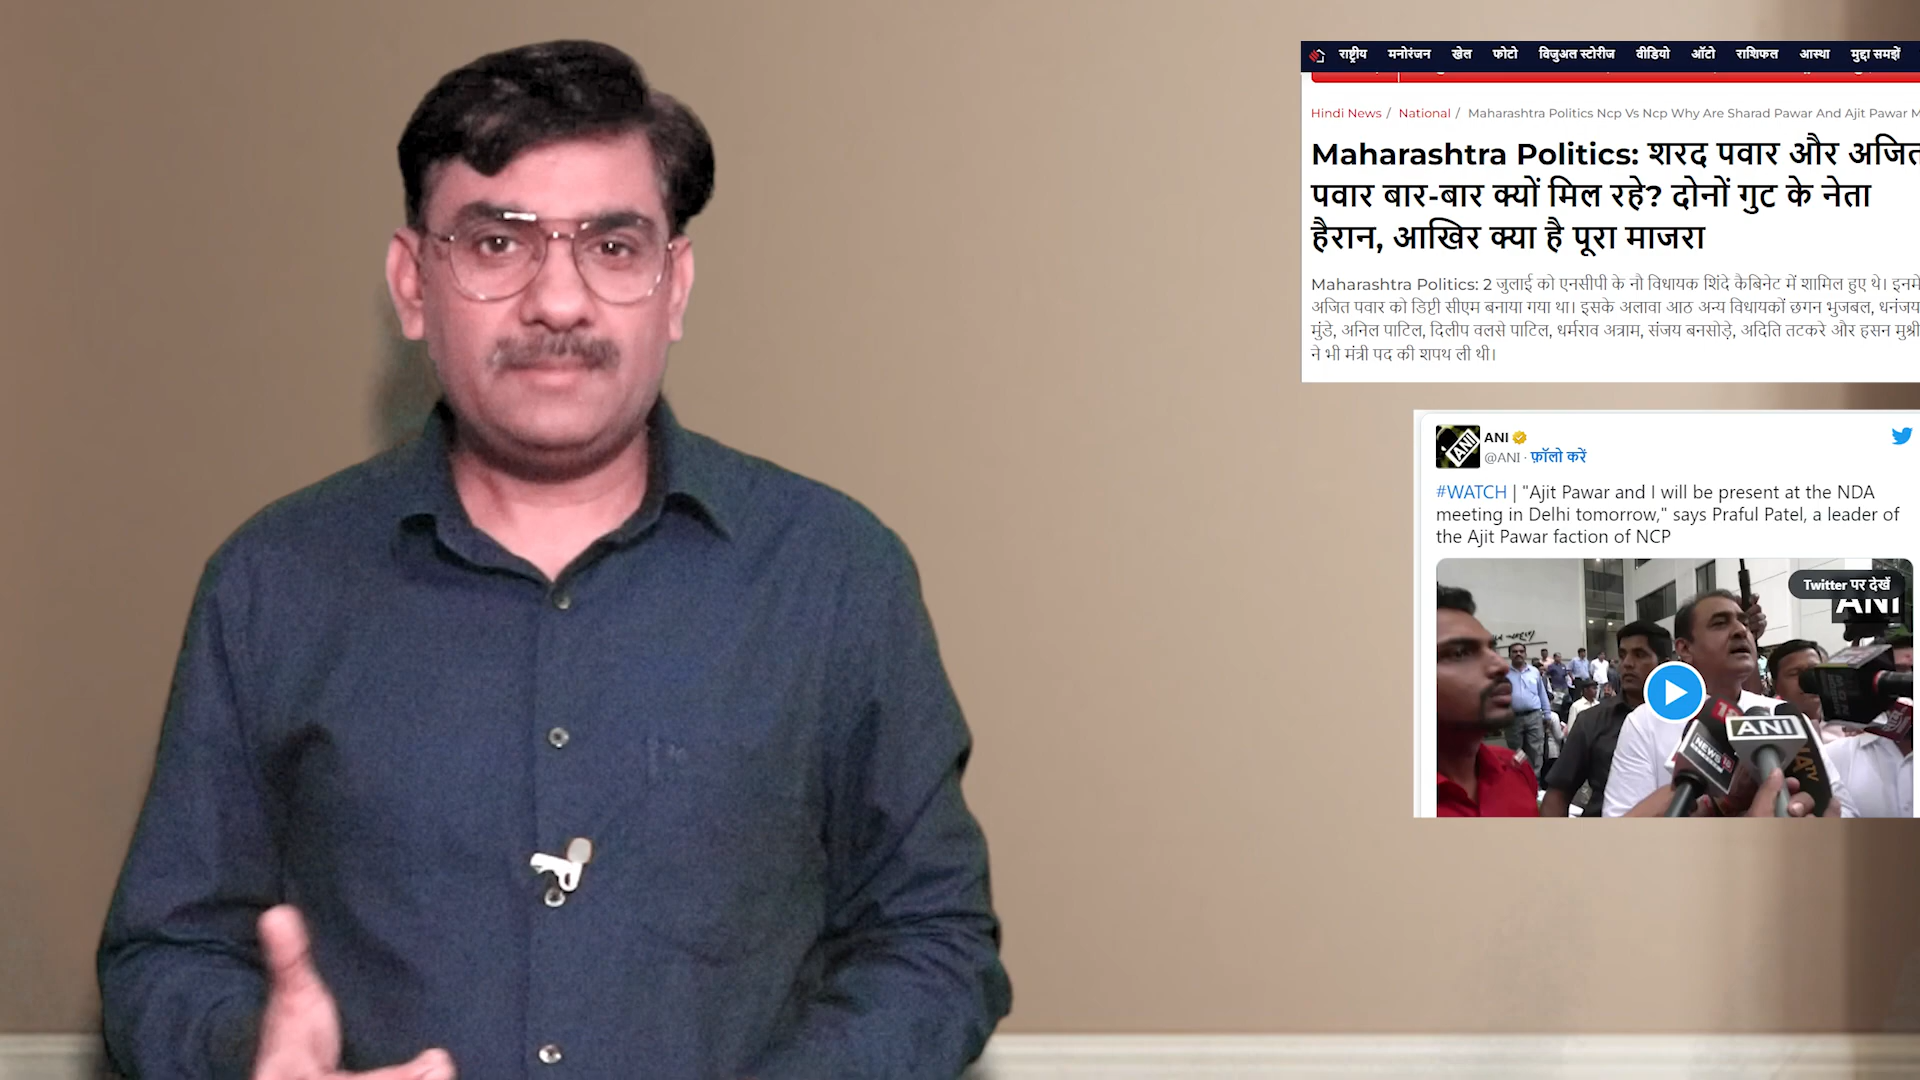 राष्ट्रीय मनोरंजन खेल फोटो विज़ुअल स्टोरीज वीडियो ऑटो राशिफल आस्था मुद्दा समझें
Hindi News / National / Maharashtra Politics Ncp Vs Ncp Why Are Sharad Pawar And Ajit Pawar M
Maharashtra Politics: शरद पवार और अजित
पवार बार-बार क्यों मिल रहे? दोनों गुट के नेता
हैरान, आखिर क्या है पूरा माजरा
Maharashtra Politics: 2 जुलाई को एनसीपी के नौ विधायक शिंदे कैबिनेट में शामिल हुए थे। इनमें
अजित पवार को डिप्टी सीएम बनाया गया था। इसके अलावा आठ अन्य विधायकों छगन भुजबल, धनंजय
मुंडे, अनिल पाटिल, दिलीप वलसे पाटिल, धर्मराव अत्राम, संजय बनसोड़े, अदिति तटकरे और हसन मुश्री
ने भी मंत्री पद की शपथ ली थी।
ANI
@ANI · फ़ॉलो करें
#WATCH | "Ajit Pawar and I will be present at the NDA
meeting in Delhi tomorrow," says Praful Patel, a leader of
the Ajit Pawar faction of NCP
Twitter पर देखें
ANI
ANI
NEWS18